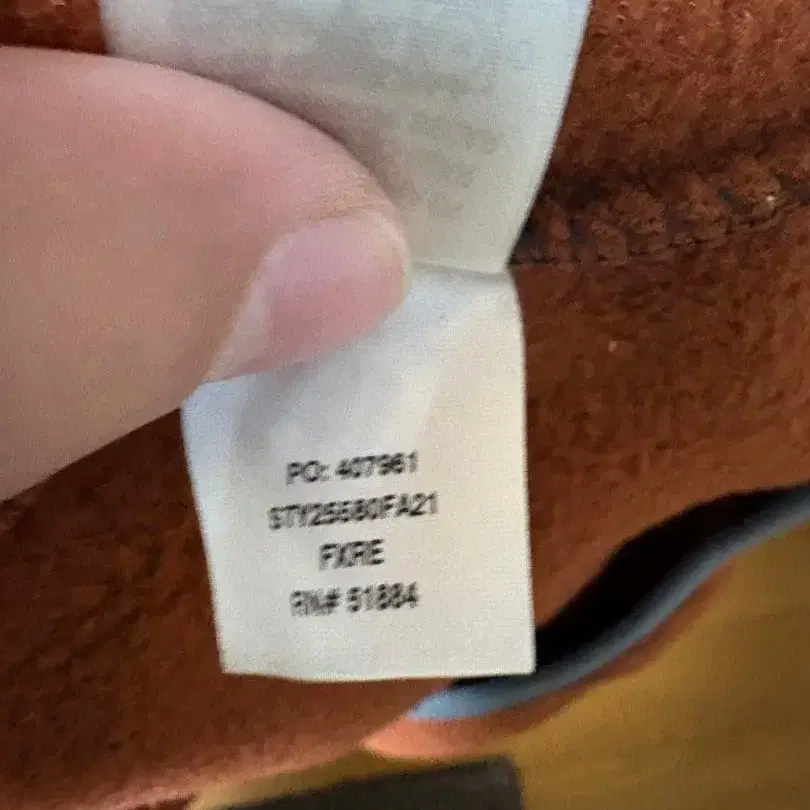 PO: 407961
STY25580FA21
FXRE
RN# 51884